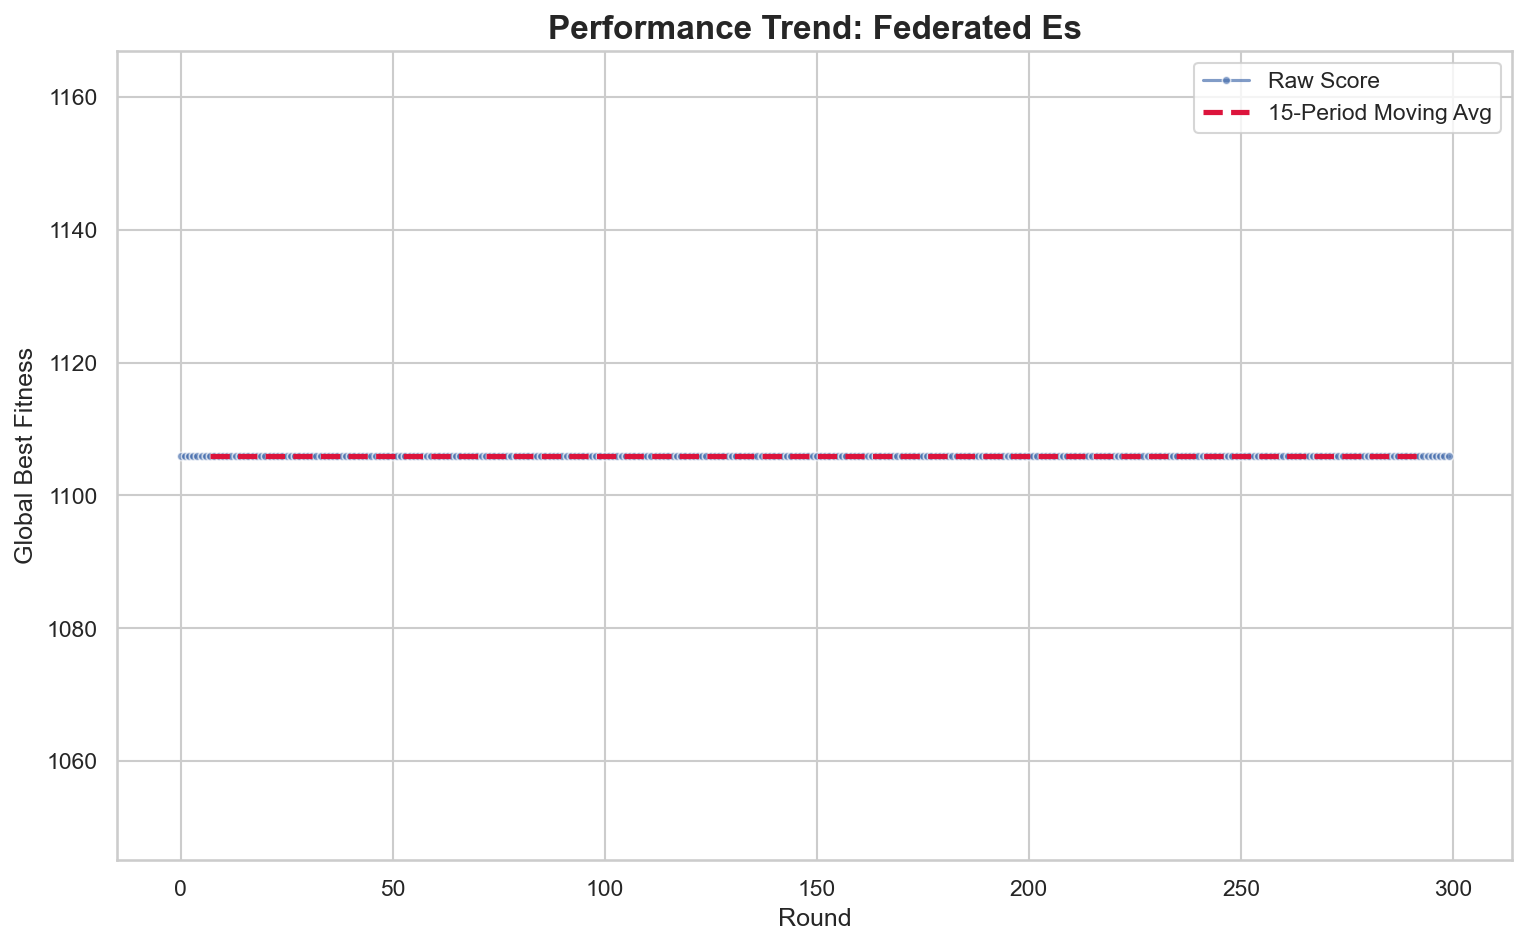 Performance Trend: Federated Es
Raw Score
15-Period Moving Avg
Global Best Fitness
1160
1140
1120
1100
1080
1060
0 50 100 150 200 250 300
Round